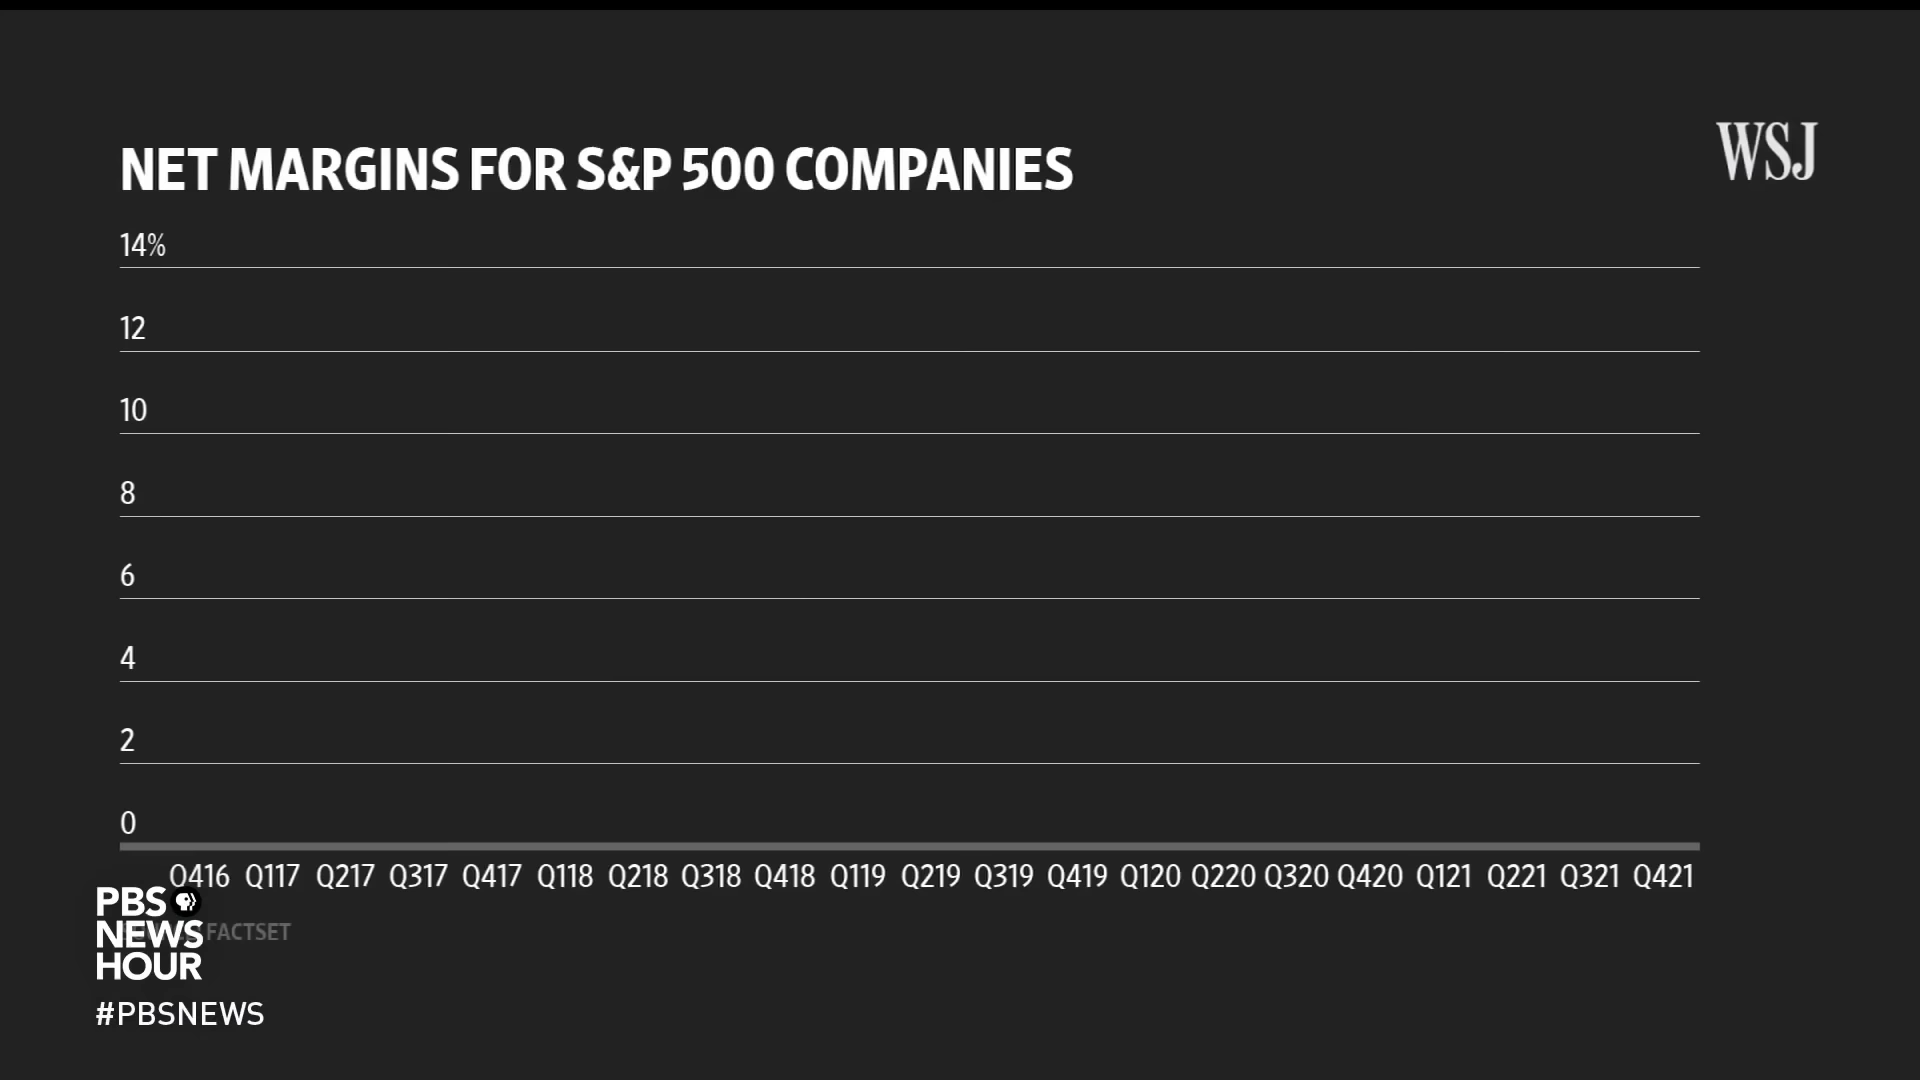 WSJ
NET MARGINS FOR S&P 500 COMPANIES
14%
12
10
8
6
4
2
0
Q416 Q117 Q217 Q317 Q417 Q118 Q218 Q318 Q418 Q119 Q219 Q319 Q419 Q120 Q220 Q320 Q420 Q121 Q221 Q321 Q421
FACTSET
PBS
NEWS
HOUR
#PBSNEWS